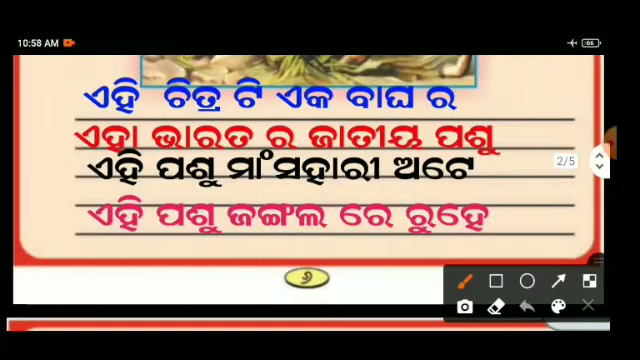 10:58 AM
66
ଏହି ଚିତ୍ର ଟି ଏକ ବାଘ ର
ଏହା ଭାରତ ର ଜାତୀୟ ପଶୁ
ଏହି ପଶୁ ମାଂସହାରୀ ଅଟେ
2/5
ଏହି ପଶୁ ଜଙ୍ଗଲ ରେ ରୁହେ
୬